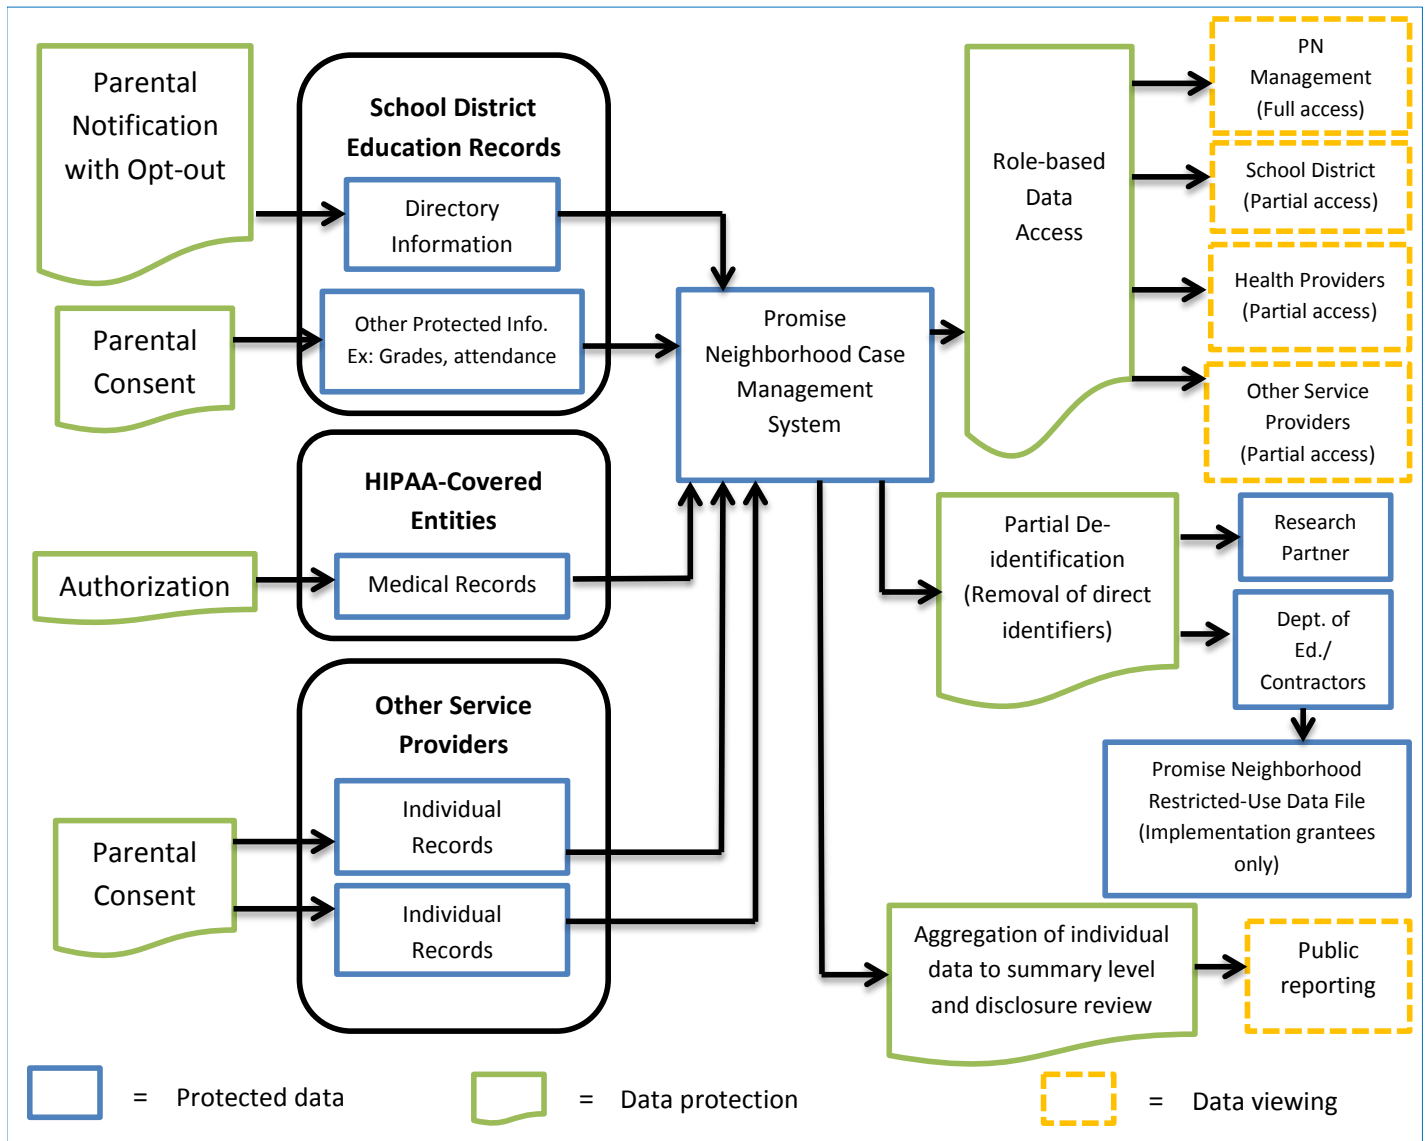 Parental
Notification
with Opt-out
School District
Education Records
Directory
Information
Parental
Consent
Other Protected Info.
Ex: Grades, attendance
HIPAA-Covered
Entities
Authorization
Medical Records
Other Service
Providers
Parental
Consent
Individual
Records
Individual
Records
Promise
Neighborhood Case
Management
System
Role-based
Data
Access
PN
Management
(Full access)
School District
(Partial access)
Health Providers
(Partial access)
Other Service
Providers
(Partial access)
Partial De-
identification
(Removal of direct
identifiers)
Research
Partner
Dept. of
Ed./
Contractors
Promise Neighborhood
Restricted-Use Data File
(Implementation grantees
only)
Aggregation of individual
data to summary level
and disclosure review
Public
reporting
= Protected data
= Data protection
= Data viewing